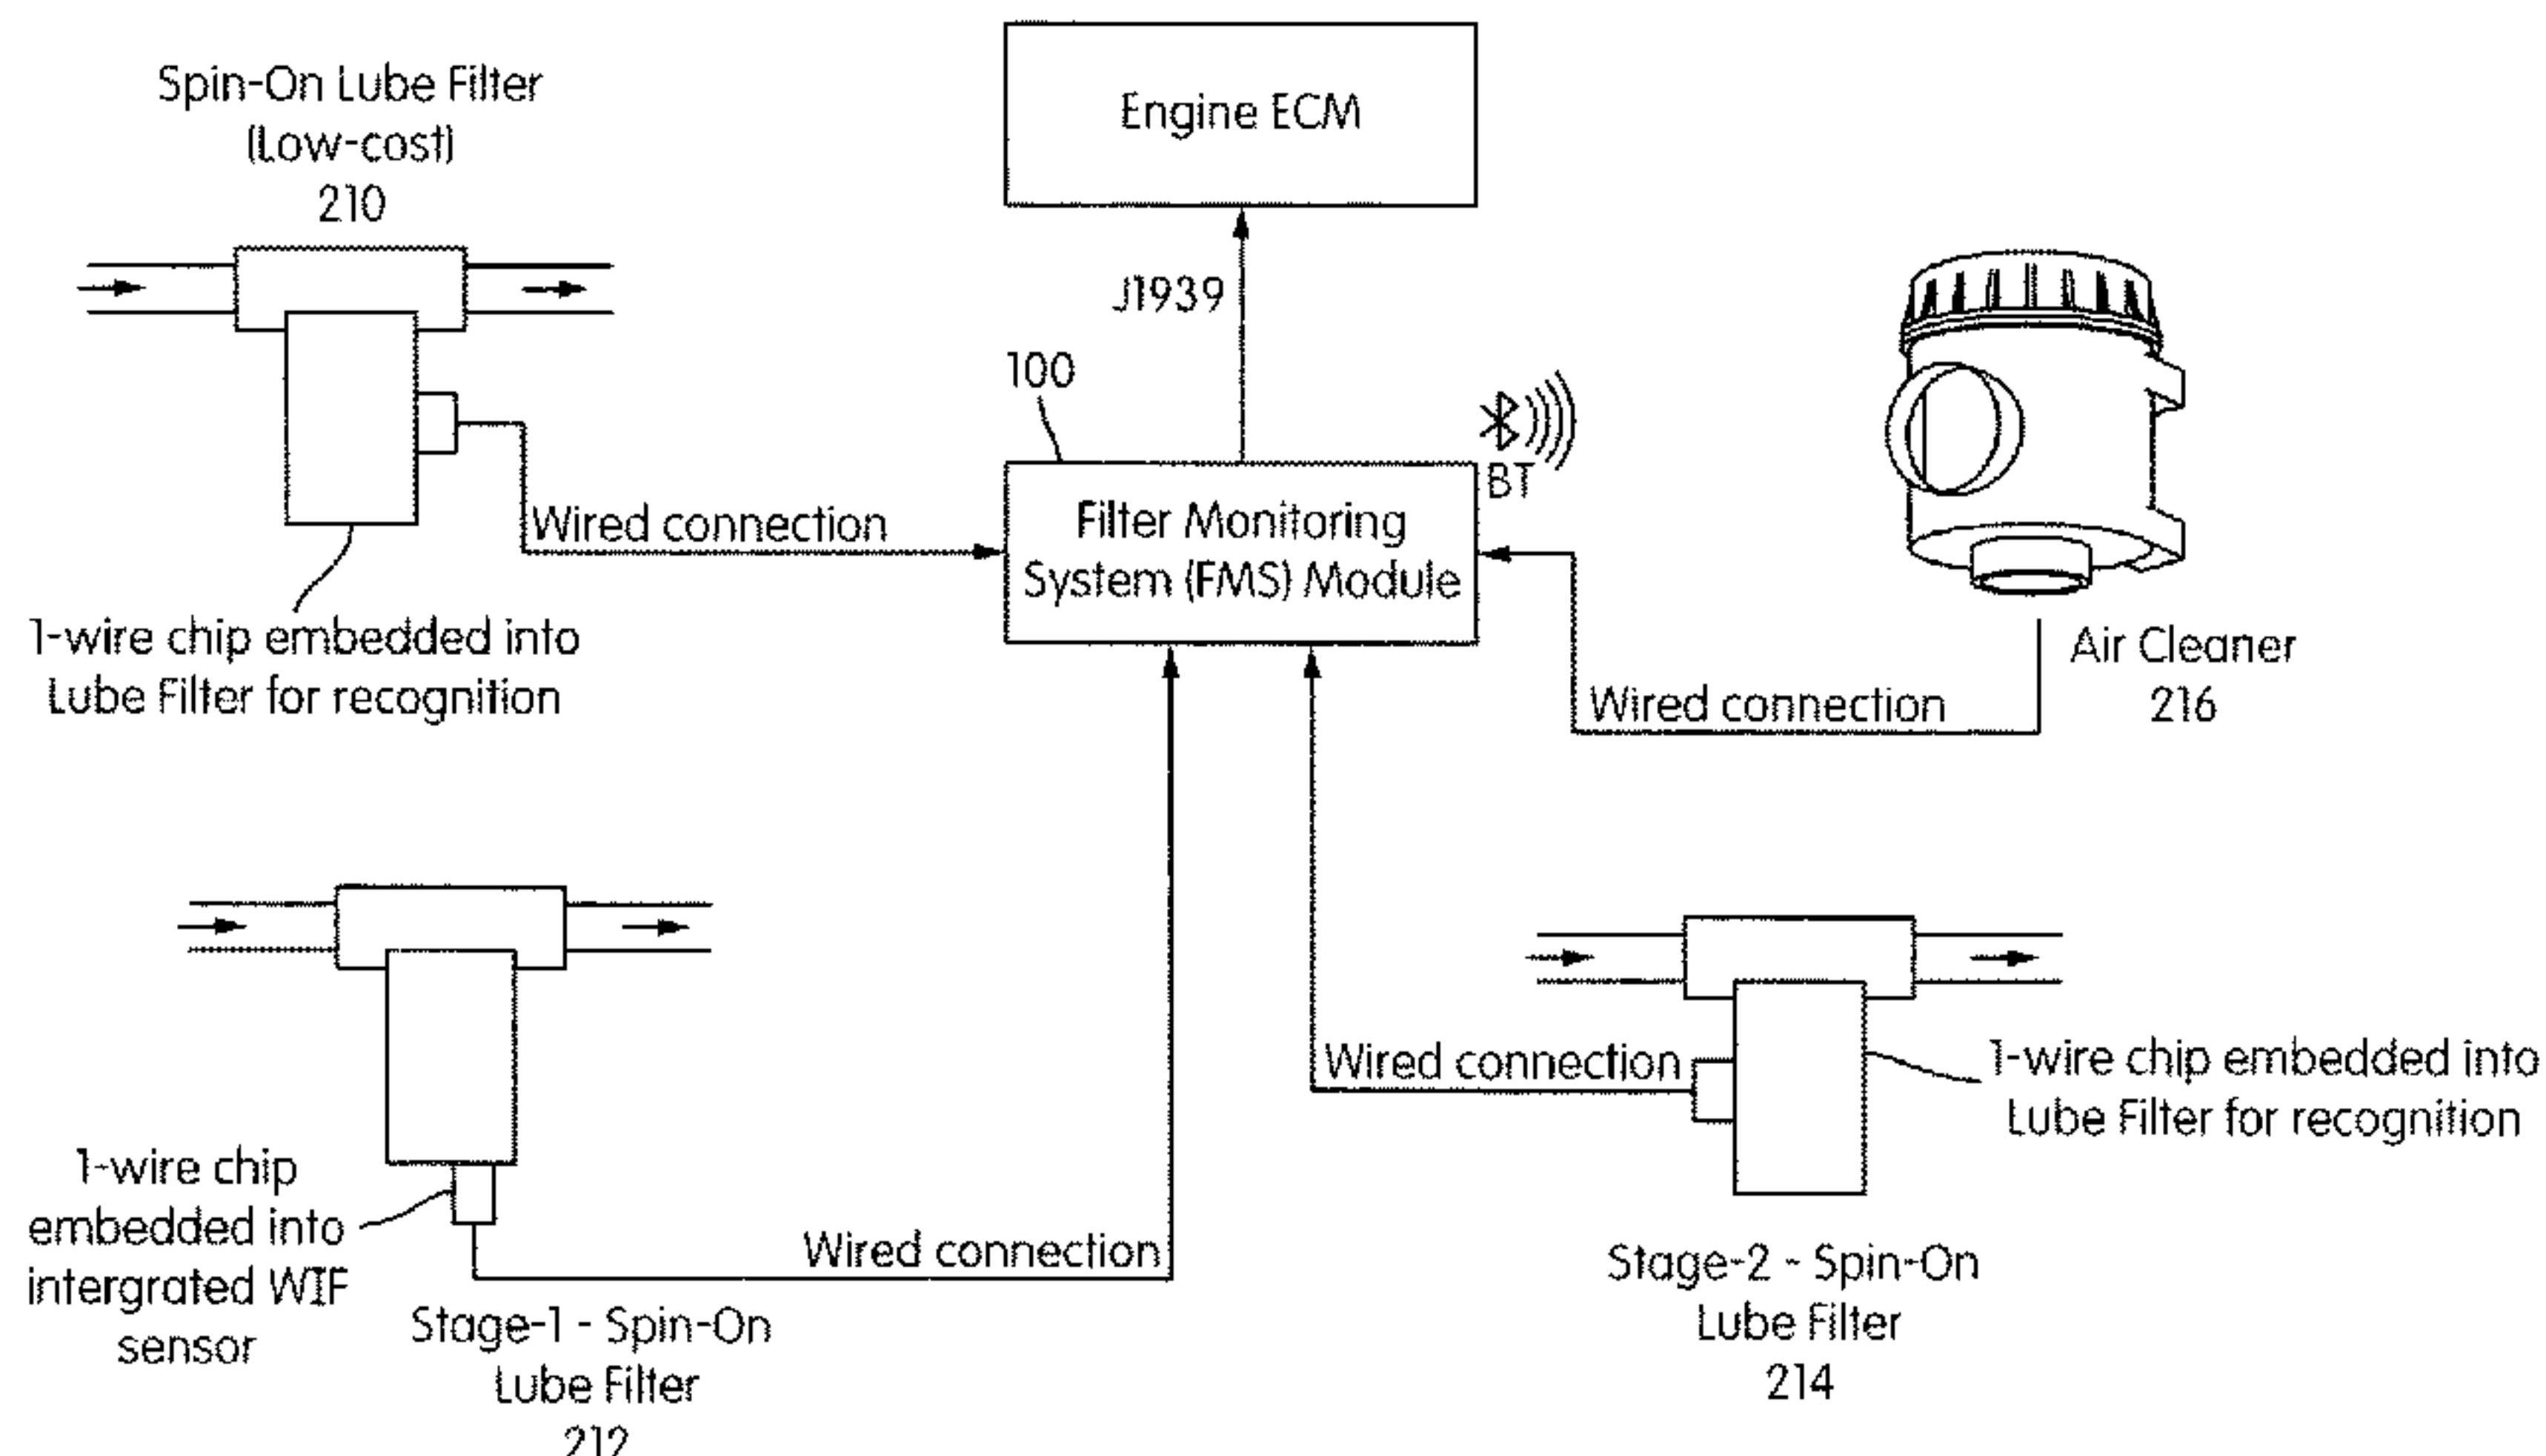 Spin-On Lube Filter
(Low-cost)
210
Engine ECM
J1939
100
BT
Filter Monitoring
System (FMS) Module
Wired connection
1-wire chip embedded into
Lube Filter for recognition
Air Cleaner
216
Wired connection
Wired connection
1-wire chip embedded into
Lube Filter for recognition
1-wire chip
embedded into
intergrated WIF
sensor
Wired connection
Stage-1 - Spin-On
Lube Filter
212
Stage-2 - Spin-On
Lube Filter
214